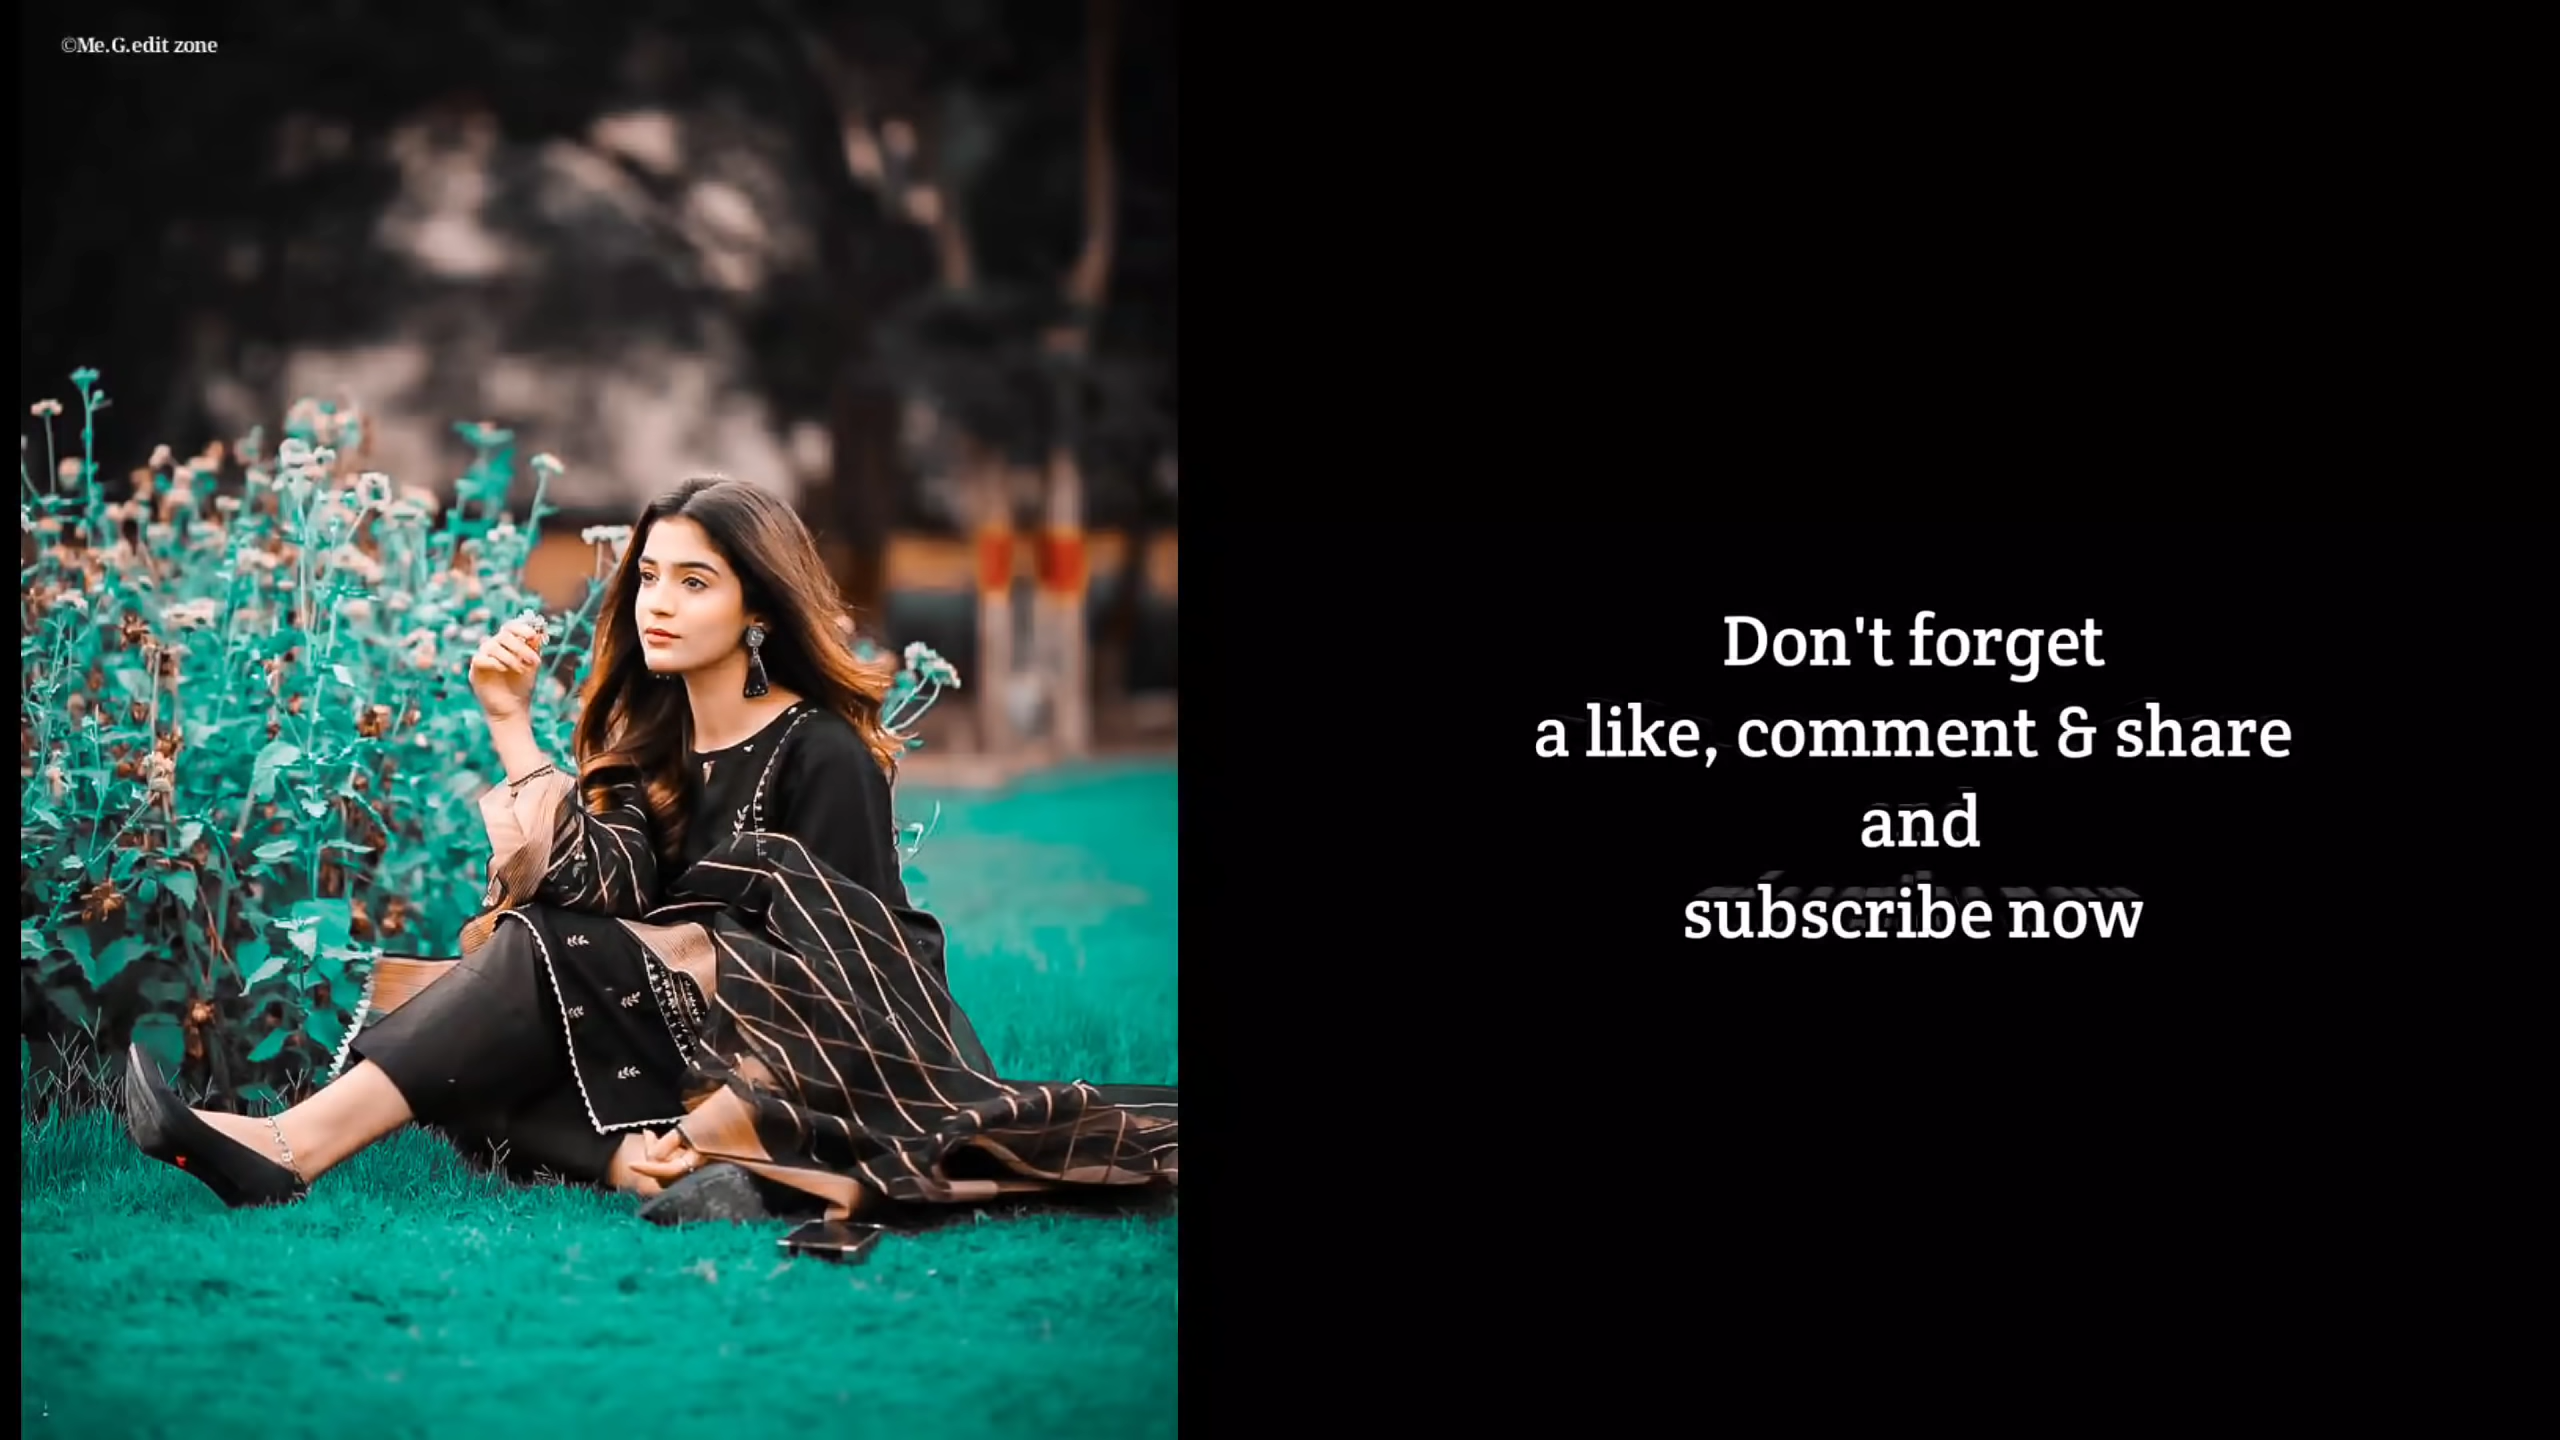 ©Me.G.edit zone
Don't forget
a like, comment & share
and
subscribe now